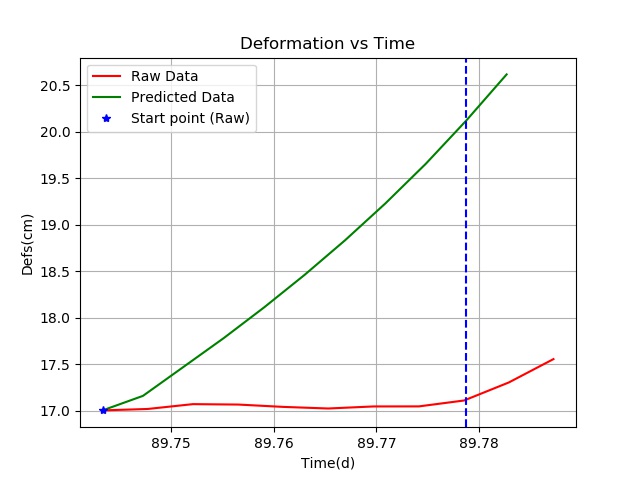 Deformation vs Time
Raw Data
Predicted Data
Start point (Raw)
20.5
20.0
19.5
19.0
18.5
18.0
17.5
17.0
Defs(cm)
89.75 89.76 89.77 89.78
Time(d)